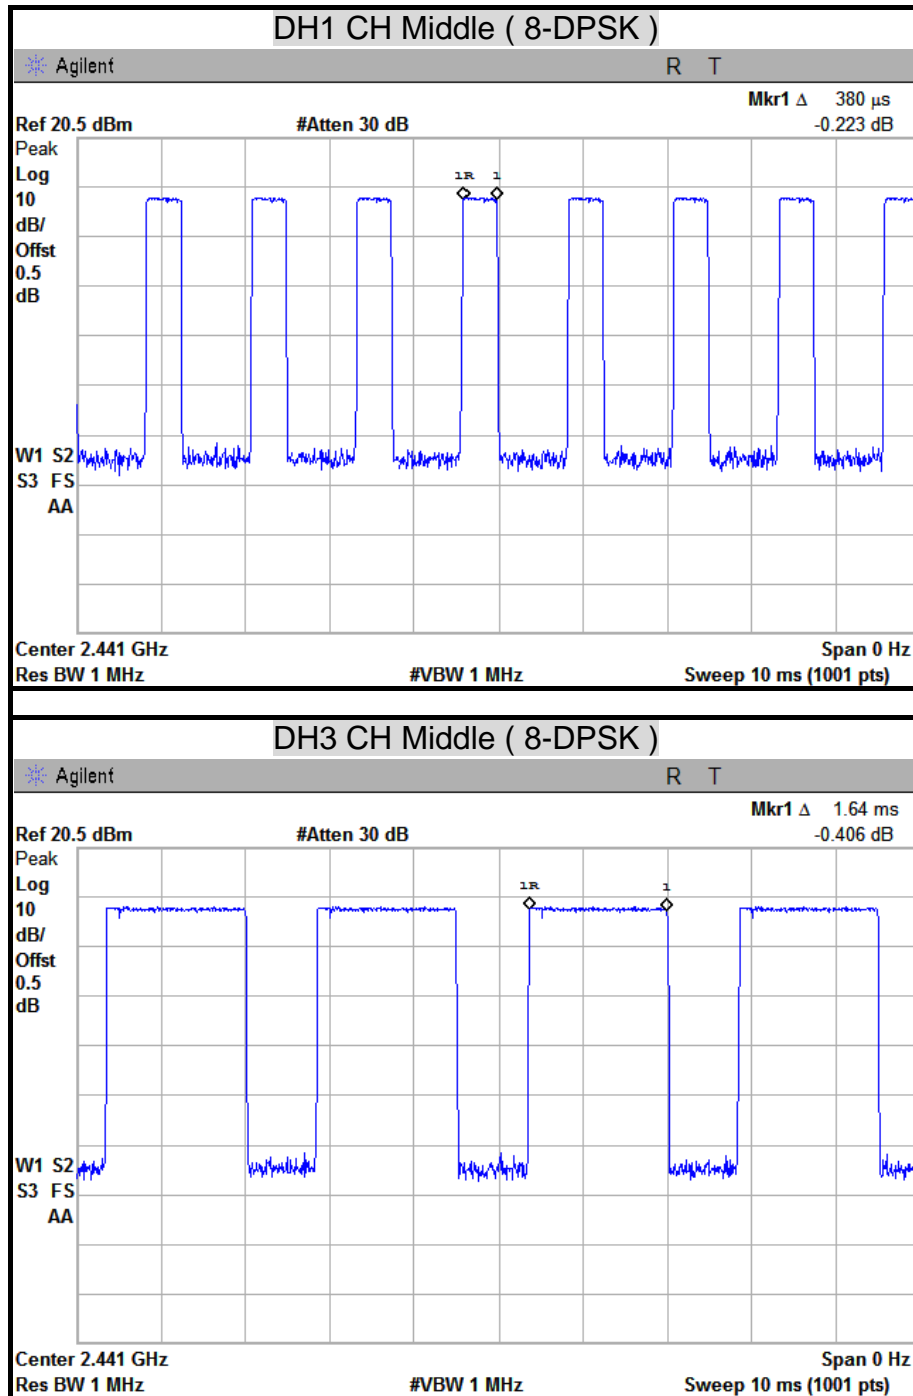 DH1 CH Middle ( 8-DPSK )
Agilent R T
Mkr1 Δ 380 μs
Ref 20.5 dBm #Atten 30 dB -0.223 dB
Peak
Log
10
dB/
Offst
0.5
dB
1R 1
W1 S2
S3 FS
AA
Center 2.441 GHz Span 0 Hz
Res BW 1 MHz #VBW 1 MHz Sweep 10 ms (1001 pts)
DH3 CH Middle ( 8-DPSK )
Agilent R T
Mkr1 Δ 1.64 ms
Ref 20.5 dBm #Atten 30 dB -0.406 dB
Peak
Log
10
dB/
Offst
0.5
dB
1R 1
W1 S2
S3 FS
AA
Center 2.441 GHz Span 0 Hz
Res BW 1 MHz #VBW 1 MHz Sweep 10 ms (1001 pts)